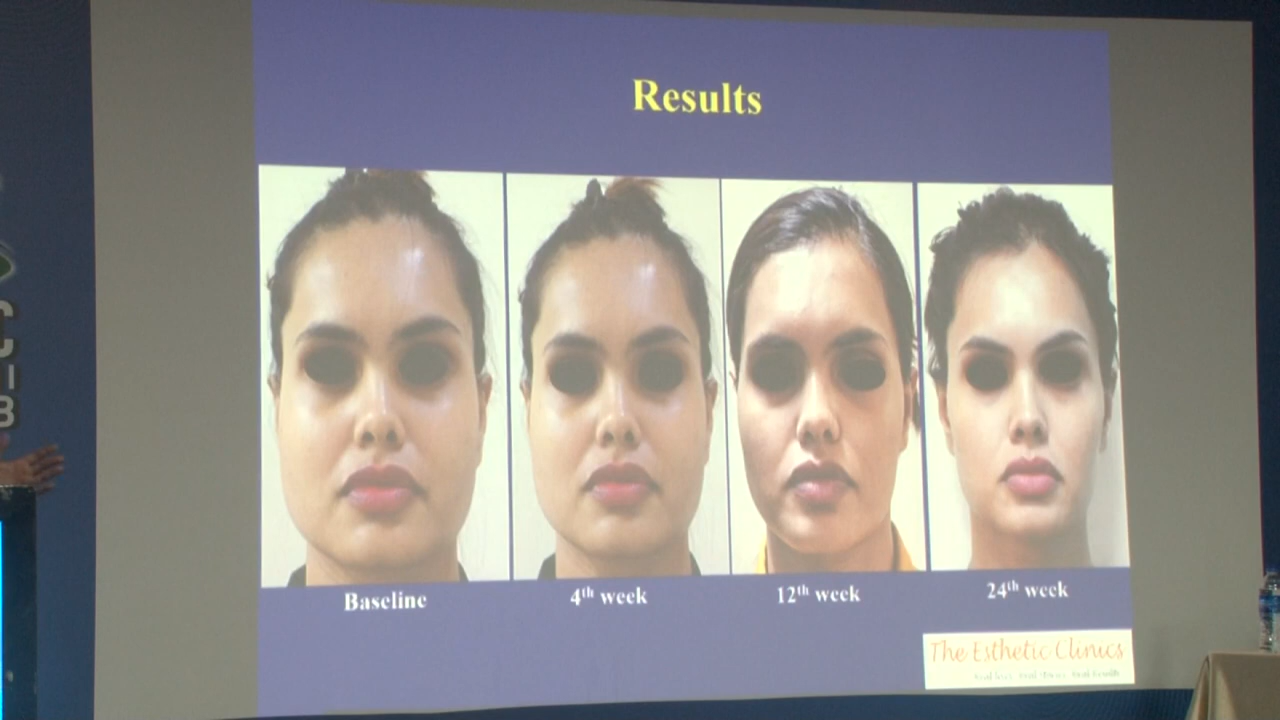 Results
Baseline
4th week
12th week
24th week
The Esthetic Clinics
B